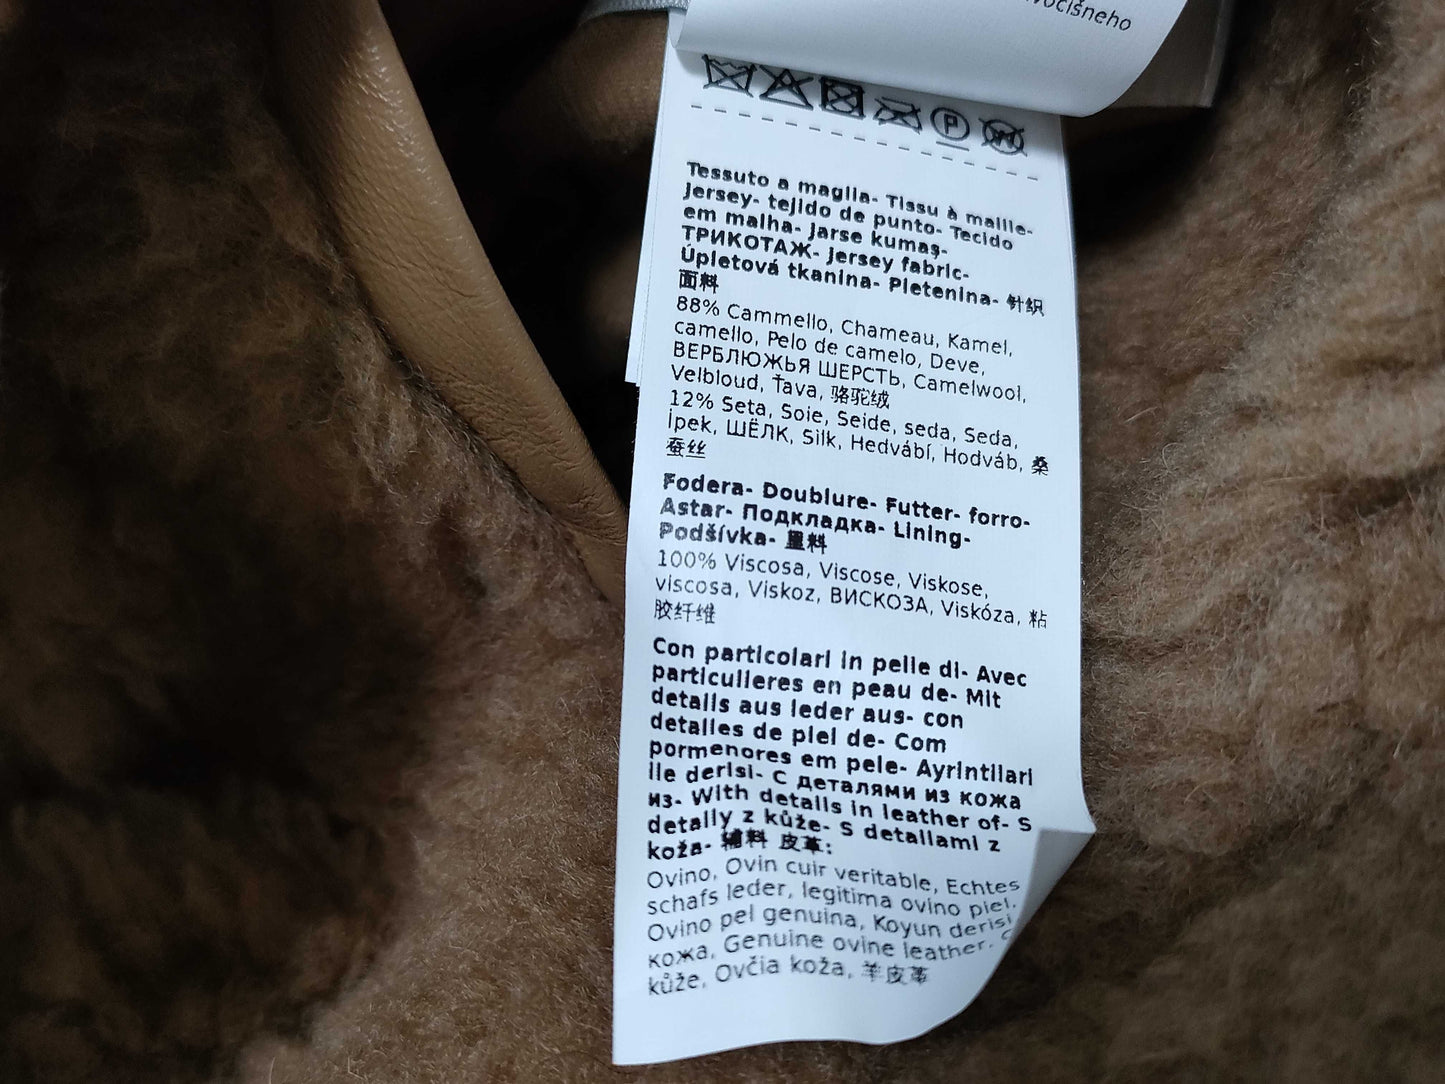 P
W
Tessuto a maglia- Tissu à maille-
Jersey- tejido de punto- Tecido
em malha- Jarse kumaş-
ТРИКОТАЖ- Jersey fabric-
Úpletová tkanina- Pletenina- 针织
面料
88% Cammello, Chameau, Kamel,
camello, Pelo de camelo, Deve,
ВЕРБЛЮЖЬЯ ШЕРСТЬ, Camelwool,
Velbloud, Ťava, 骆驼绒
12% Seta, Soie, Seide, seda, Seda,
İpek, ШЁЛК, Silk, Hedvábí, Hodváb, 桑
蚕丝
Fodera- Doublure- Futter- forro-
Astar- Подкладка- Lining-
Podšívka- 里料
100% Viscosa, Viscose, Viskose,
viscosa, Viskoz, ВИСКОЗА, Viskóza, 粘
胶纤维
Con particolari in pelle di- Avec
particulieres en peau de- Mit
details aus leder aus- con
detalles de piel de- Com
pormenores em pele- Ayrintilari
ile derisi- С деталями из кожа
из- With details in leather of- S
detaily z kůže- S detailami z
koža- 辅料 皮革:
Ovino, Ovin cuir veritable, Echtes
schafs leder, legitima ovino piel.
Ovino pel genuina, Koyun derisi
кожа, Genuine ovine leather.
kůže, Ovčia koža, 羊皮革